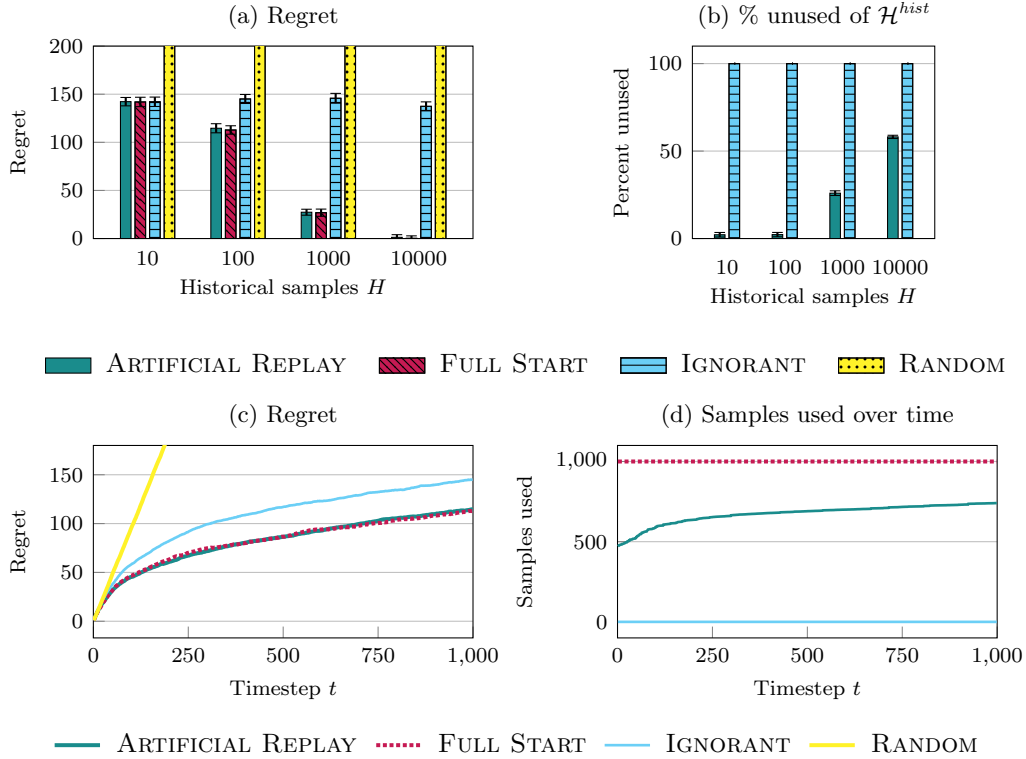 (a) Regret
(b) % unused of ℋ^hist
200
150
100
50
0
Regret
10 100 1000 10000
Historical samples H
100
50
0
Percent unused
10 100 1000 10000
Historical samples H
ARTIFICIAL REPLAY FULL START IGNORANT RANDOM
(c) Regret
(d) Samples used over time
150
100
50
0
Regret
0 250 500 750 1,000
Timestep t
1,000
500
0
Samples used
0 250 500 750 1,000
Timestep t
ARTIFICIAL REPLAY FULL START IGNORANT RANDOM